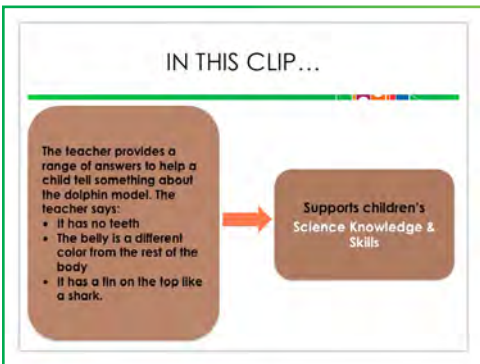 IN THIS CLIP…
The teacher provides a
range of answers to help a
child tell something about
the dolphin model. The
teacher says:
• It has no teeth
• The belly is a different
color from the rest of the
body
• It has a fin on the top like
a shark.
Supports children's
Science Knowledge &
Skills